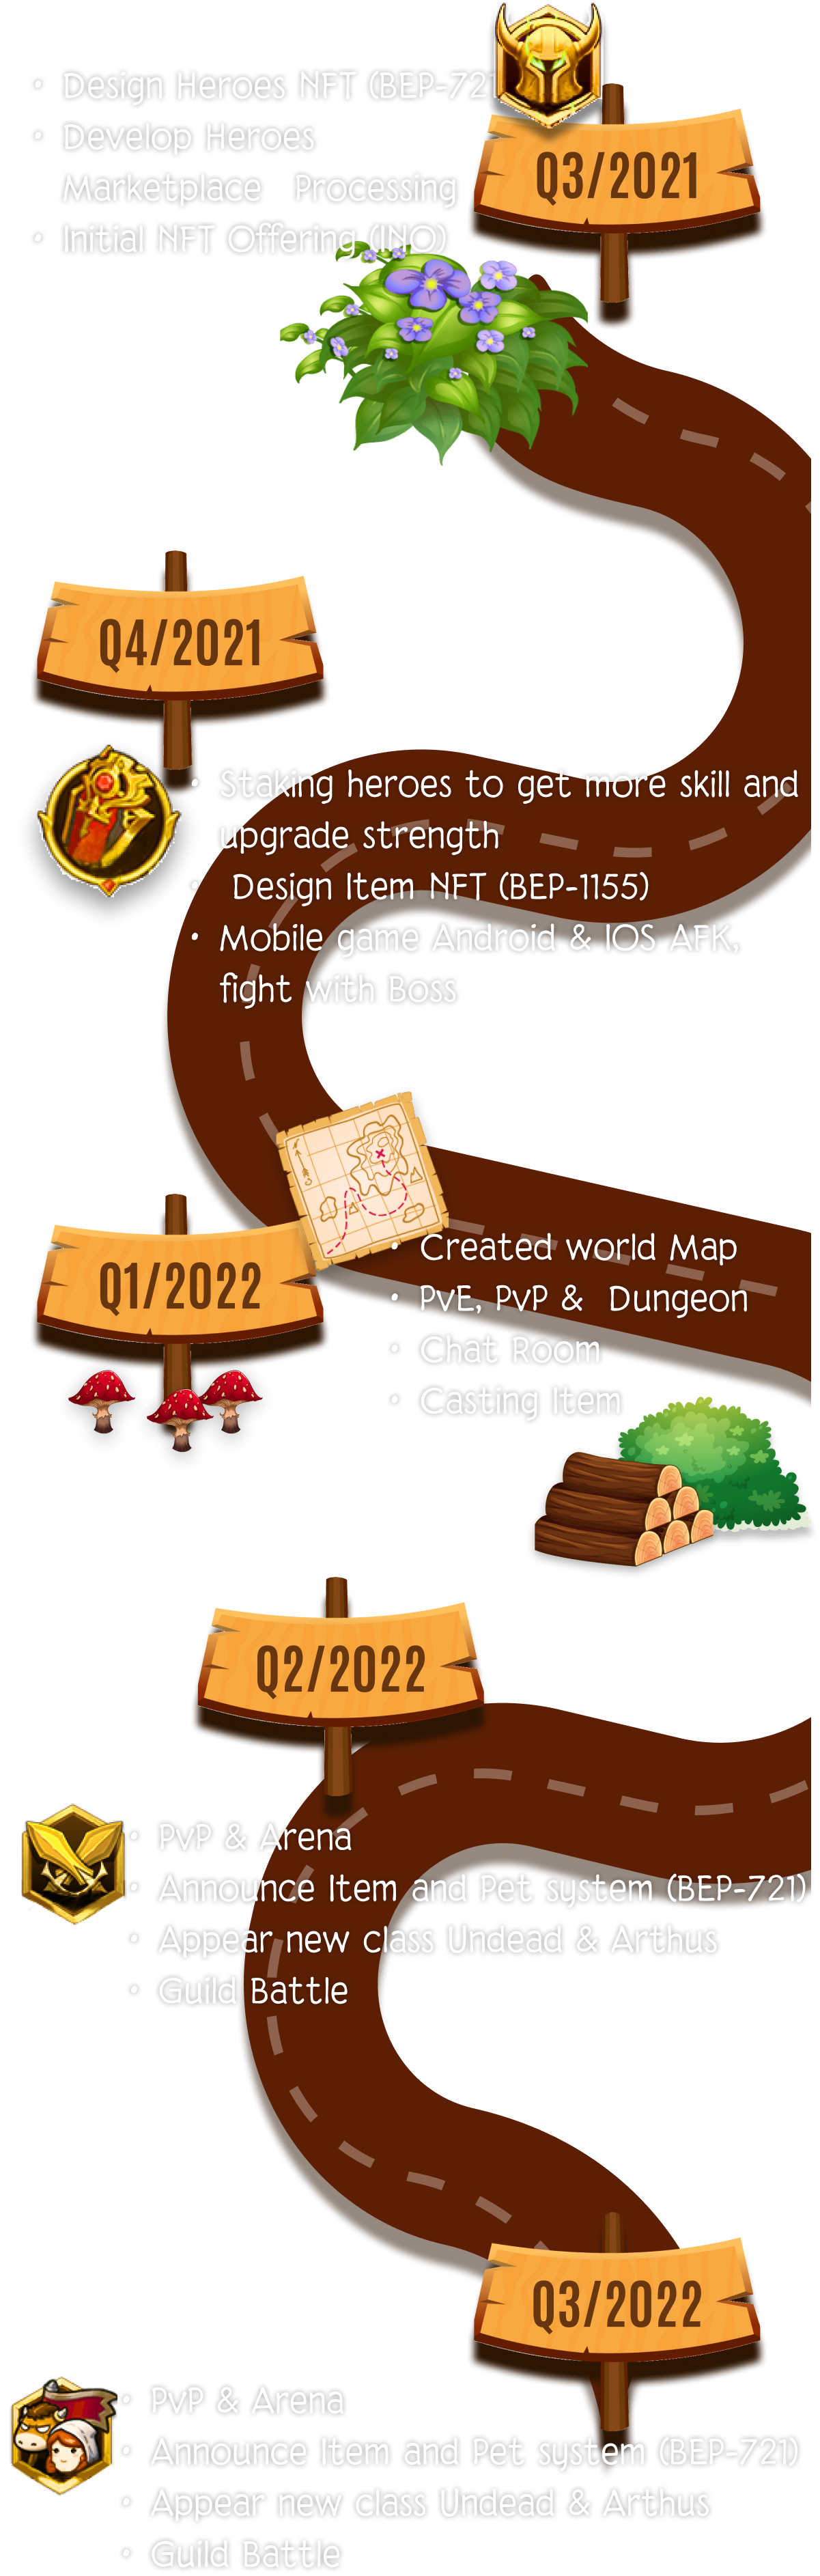 • Design Heroes NFT (BEP-721
• Develop Heroes
Marketplace Processing
• Initial NFT Offering (INO)
Q3/2021
Q4/2021
• Staking heroes to get more skill and
upgrade strength
• Design Item NFT (BEP-1155)
• Mobile game Android & IOS AFK,
fight with Boss
Q1/2022
• Created world Map
• PvE, PvP & Dungeon
• Chat Room
• Casting Item
Q2/2022
• PvP & Arena
• Announce Item and Pet system (BEP-721)
• Appear new class Undead & Arthus
• Guild Battle
Q3/2022
• PvP & Arena
• Announce Item and Pet system (BEP-721)
• Appear new class Undead & Arthus
• Guild Battle